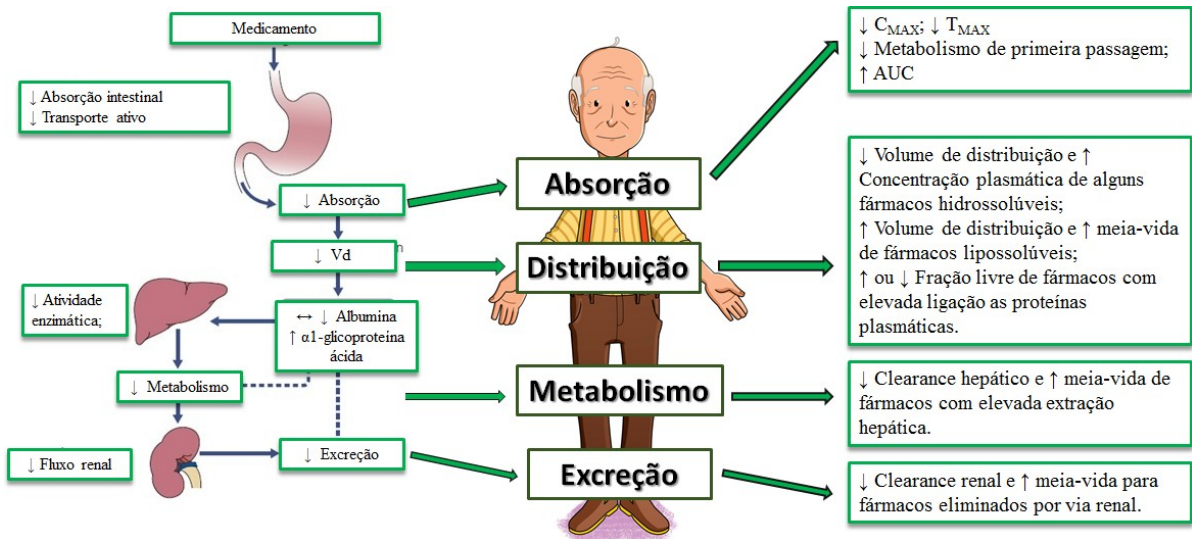 Medicamento
↓ Absorção intestinal
↓ Transporte ativo
↓ Absorção
↓ Vd
n
↓ Atividade
enzimática;
↔ ↓ Albumina
↑ α1-glicoproteína
ácida
↓ Metabolismo
↓ Fluxo renal
↓ Excreção
Absorção
Distribuição
Metabolismo
Excreção
↓ CMAX; ↓ TMAX
↓ Metabolismo de primeira passagem;
↑ AUC
↓ Volume de distribuição e ↑
Concentração plasmática de alguns
fármacos hidrossolúveis;
↑ Volume de distribuição e ↑ meia-vida
de fármacos lipossolúveis;
↑ ou ↓ Fração livre de fármacos com
elevada ligação as proteínas
plasmáticas.
↓ Clearance hepático e ↑ meia-vida de
fármacos com elevada extração
hepática.
↓ Clearance renal e ↑ meia-vida para
fármacos eliminados por via renal.